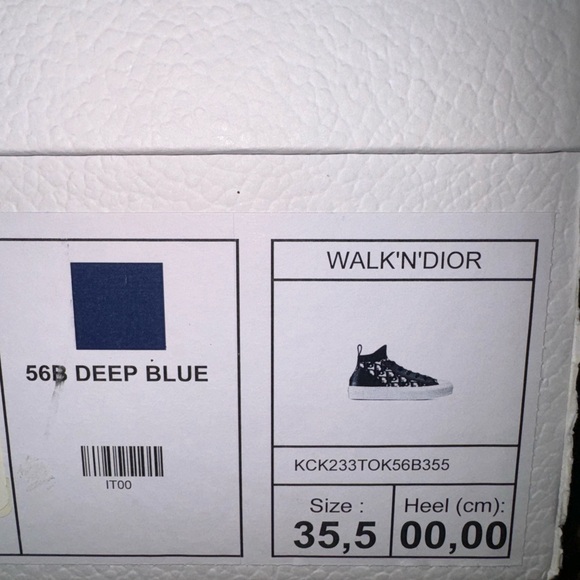 56B DEEP BLUE
IT00
WALK'N'DIOR
KCK233TOK56B355
Size :
35,5
Heel (cm):
00,00